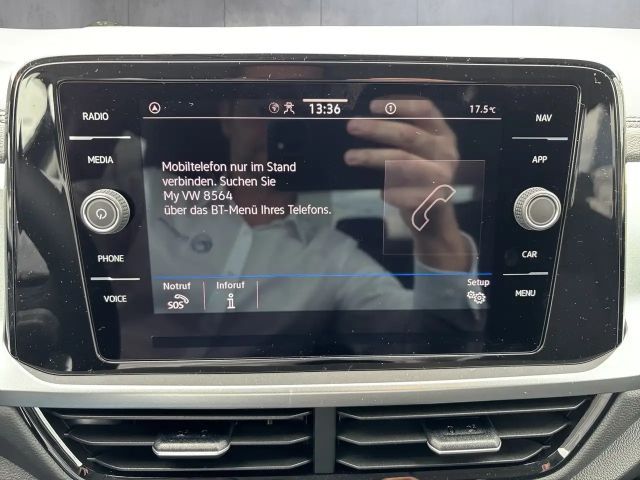 RADIO
MEDIA
PHONE
VOICE
13:36
1
17.5°C
Mobiltelefon nur im Stand
verbinden. Suchen Sie
My VW 8564
über das BT-Menü Ihres Telefons.
Notruf
SOS
Inforuf
i
Setup
NAV
APP
CAR
MENU